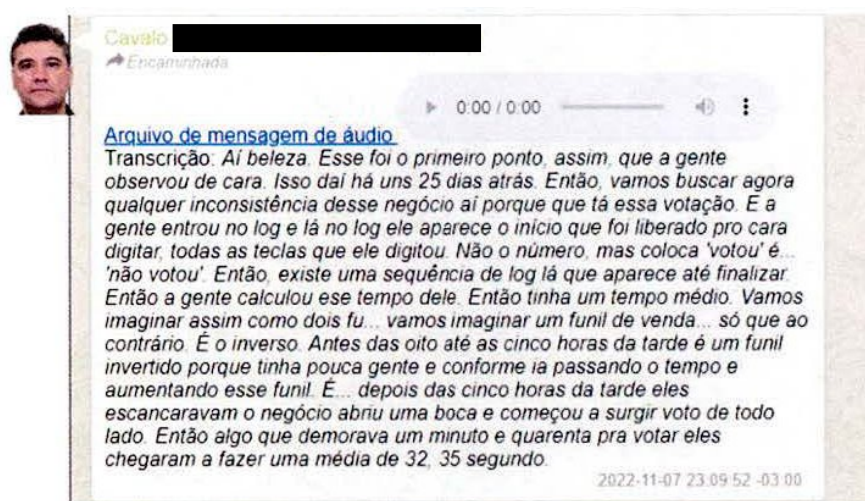 Cavalo
Encaminhada
0:00 / 0:00
Arquivo de mensagem de áudio
Transcrição: Aí beleza. Esse foi o primeiro ponto, assim, que a gente
observou de cara. Isso daí há uns 25 dias atrás. Então, vamos buscar agora
qualquer inconsistência desse negócio aí porque que tá essa votação. E a
gente entrou no log e lá no log ele aparece o início que foi liberado pro cara
digitar, todas as teclas que ele digitou. Não o número, mas coloca 'votou' é...
'não votou'. Então, existe uma sequência de log lá que aparece até finalizar.
Então a gente calculou ese tempo dele. Então tinha um tempo médio. Vamos
imaginar assim como dois fu... vamos imaginar um funil de venda... só que ao
contrário. É o inverso. Antes das oito até as cinco horas da tarde é um funil
invertido porque tinha pouca gente e conforme ia passando o tempo e
aumentando esse funil. É... depois das cinco horas da tarde eles
escancaravam o negócio abriu uma boca e começou a surgir voto de todo
lado. Então algo que demorava um minuto e quarenta pra votar eles
chegaram a fazer uma média de 32, 35 segundo.
2022-11-07 23:09:52 -03:00